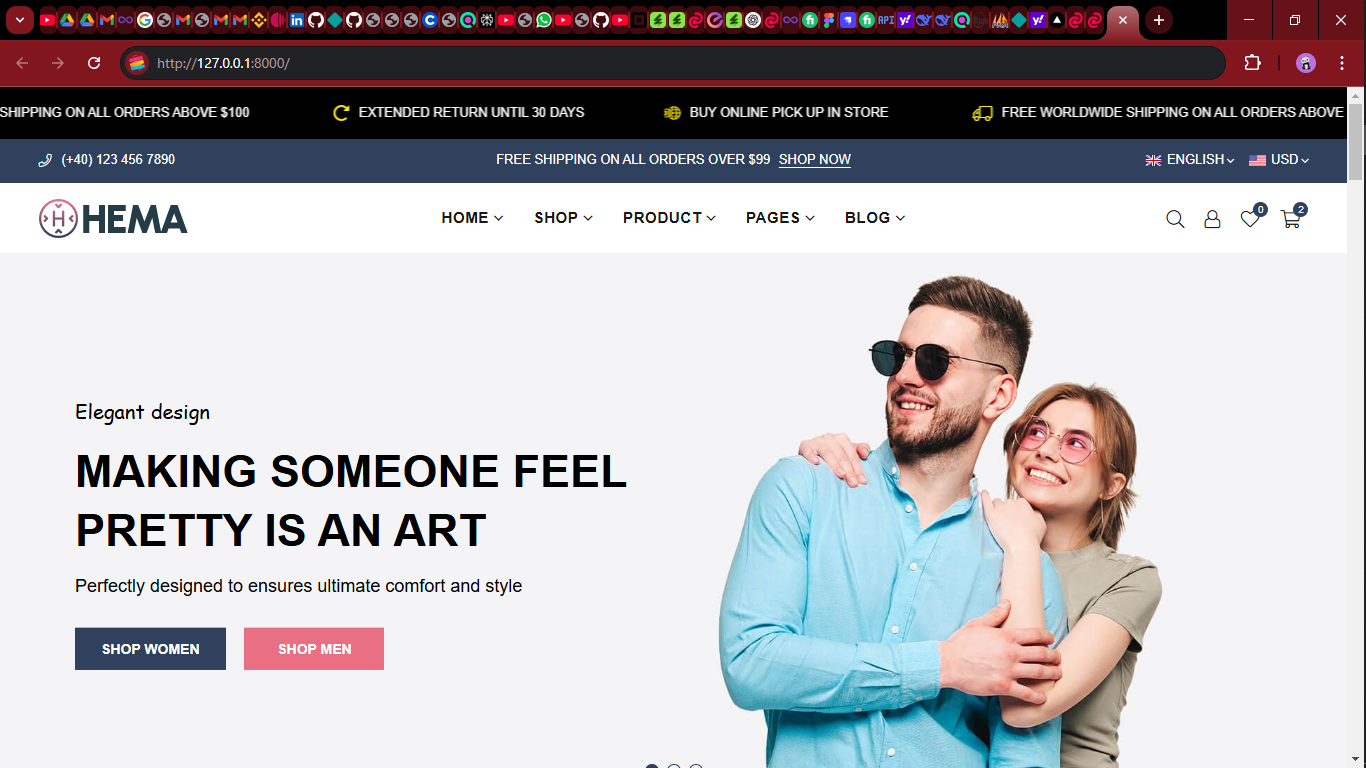 http://127.0.0.1:8000/
SHIPPING ON ALL ORDERS ABOVE $100
EXTENDED RETURN UNTIL 30 DAYS
BUY ONLINE PICK UP IN STORE
FREE WORLDWIDE SHIPPING ON ALL ORDERS ABOVE
(+40) 123 456 7890
FREE SHIPPING ON ALL ORDERS OVER $99 SHOP NOW
ENGLISH
USD
H HEMA
HOME
SHOP
PRODUCT
PAGES
BLOG
0
2
Elegant design
MAKING SOMEONE FEEL
PRETTY IS AN ART
Perfectly designed to ensures ultimate comfort and style
SHOP WOMEN
SHOP MEN